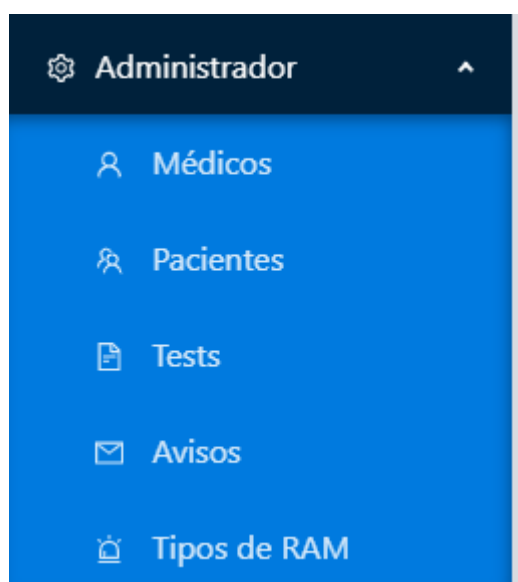 Administrador
Médicos
Pacientes
Tests
Avisos
Tipos de RAM